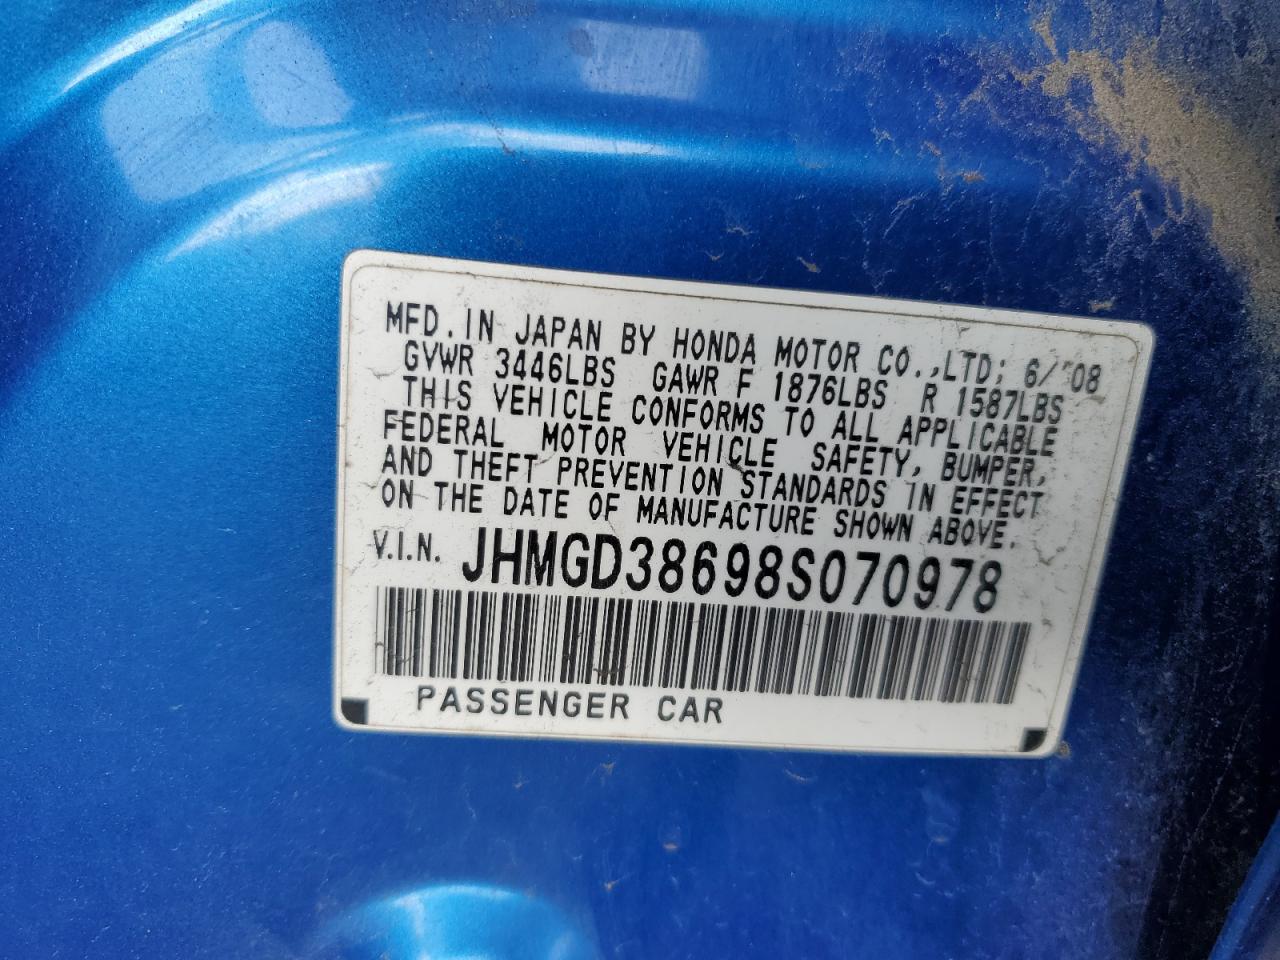 MFD. IN JAPAN BY HONDA MOTOR CO.,LTD; 6/'08
GVWR 3446LBS GAWR F 1876LBS R 1587LBS
THIS VEHICLE CONFORMS TO ALL APPLICABLE
FEDERAL MOTOR VEHICLE SAFETY, BUMPER,
AND THEFT PREVENTION STANDARDS IN EFFECT
ON THE DATE OF MANUFACTURE SHOWN ABOVE.
V.I.N. JHMGD38698S070978
PASSENGER CAR